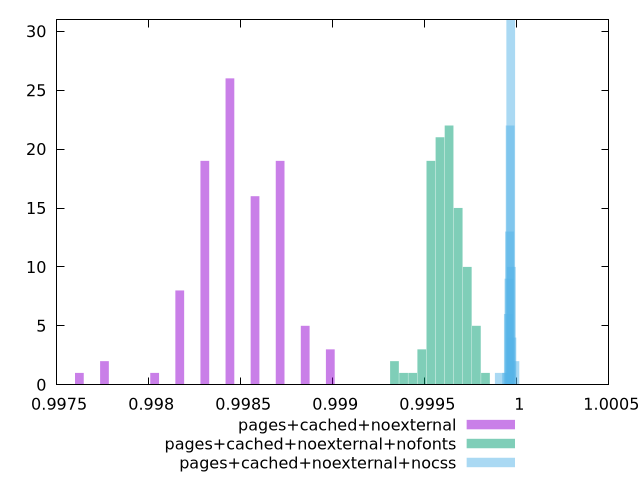 30
25
20
15
10
5
0
0.9975 0.998 0.9985 0.999 0.9995 1 1.0005
pages+cached+noexternal
pages+cached+noexternal+nofonts
pages+cached+noexternal+nocss